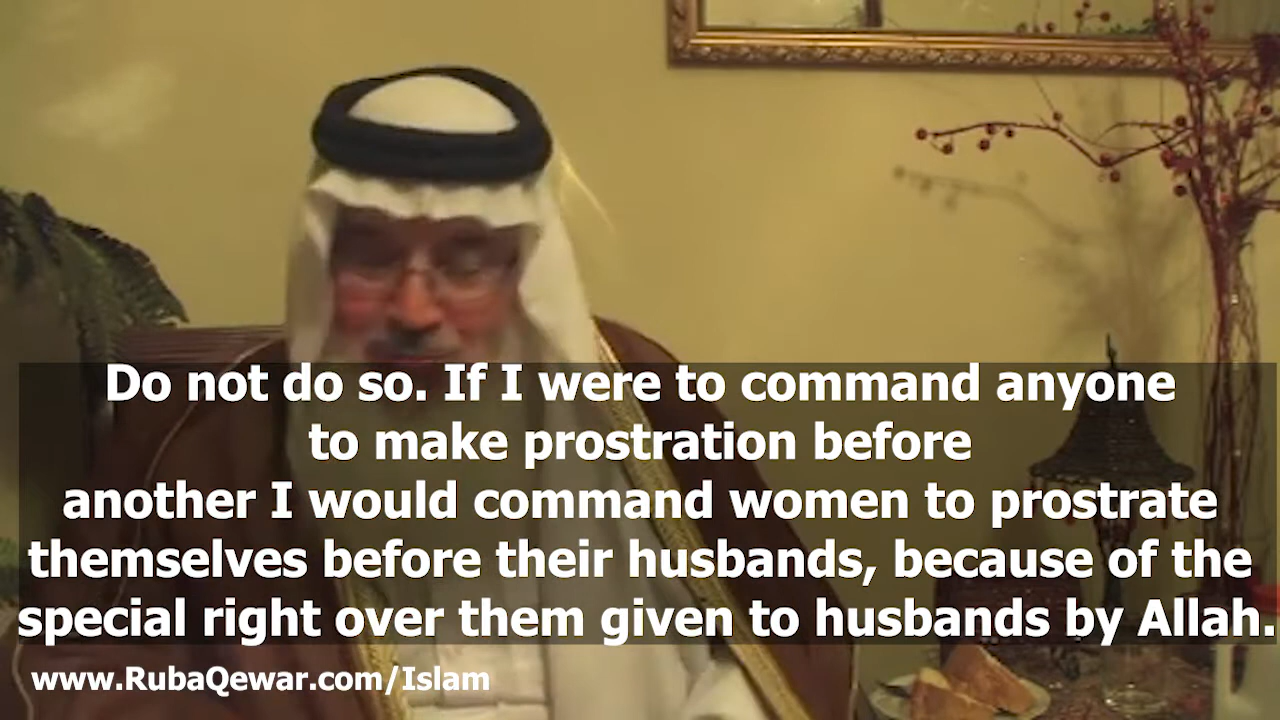 Do not do so. If I were to command anyone
to make prostration before
another I would command women to prostrate
themselves before their husbands, because of the
special right over them given to husbands by Allah.
www.RubaQewar.com/Islam